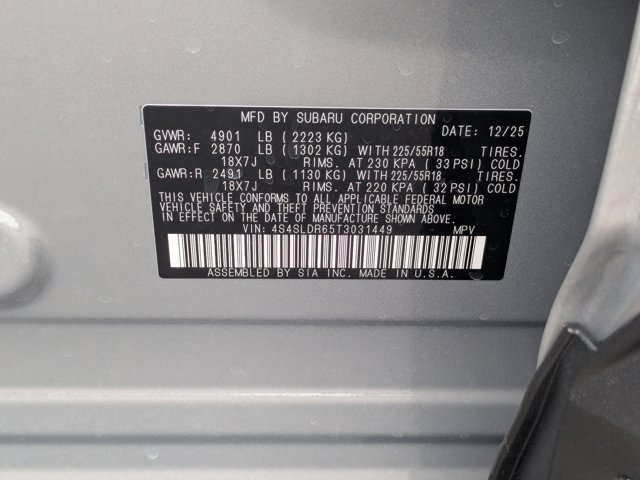 MFD BY SUBARU CORPORATION
GVWR: 4901 LB (2223 KG) DATE: 12/25
GAWR:F 2870 LB (1302 KG) WITH 225/55R18 TIRES.
18X7J RIMS. AT 230 KPA (33 PSI) COLD
GAWR:R 2491 LB (1130 KG) WITH 225/55R18 TIRES.
18X7J RIMS. AT 220 KPA (32 PSI) COLD
THIS VEHICLE CONFORMS TO ALL APPLICABLE FEDERAL MOTOR
VEHICLE SAFETY AND THEFT PREVENTION STANDARDS
IN EFFECT ON THE DATE OF MANUFACTURE SHOWN ABOVE.
VIN: 4S4SLDR65T3031449 MPV
ASSEMBLED BY SIA INC. MADE IN U.S.A.